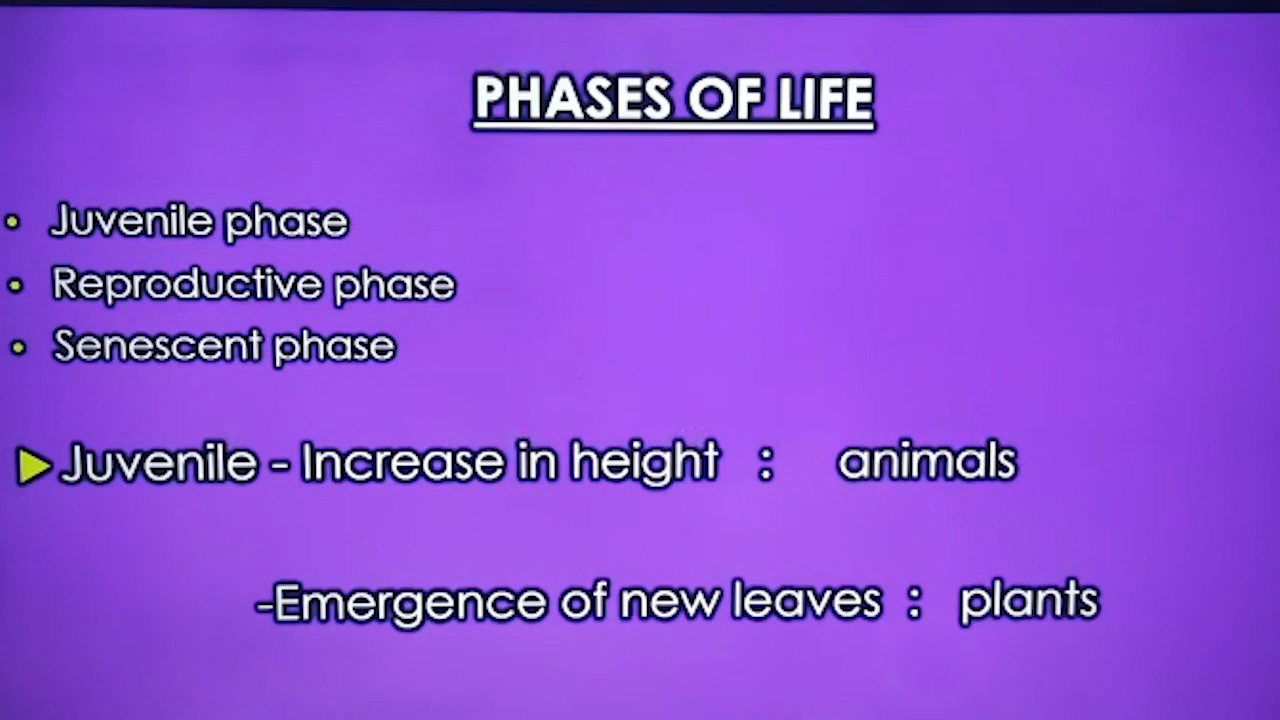 PHASES OF LIFE
• Juvenile phase
• Reproductive phase
• Senescent phase
▶ Juvenile - Increase in height : animals
-Emergence of new leaves : plants